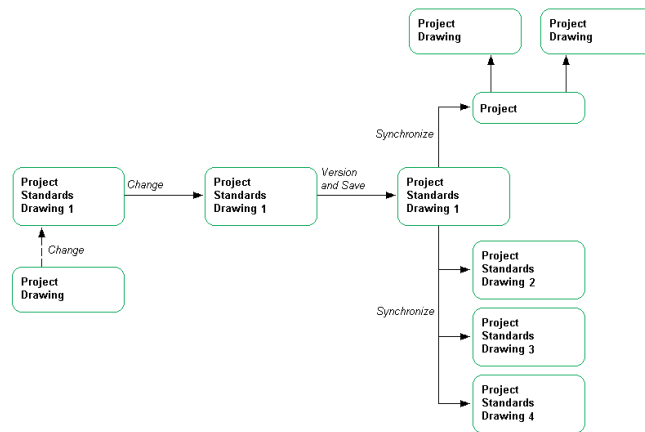 Project
Drawing
Project
Drawing
Project
Synchronize
Project
Standards
Drawing 1
Change
Project
Standards
Drawing 1
Version
and Save
Project
Standards
Drawing 1
Change
Project
Drawing
Project
Standards
Drawing 2
Synchronize
Project
Standards
Drawing 3
Project
Standards
Drawing 4